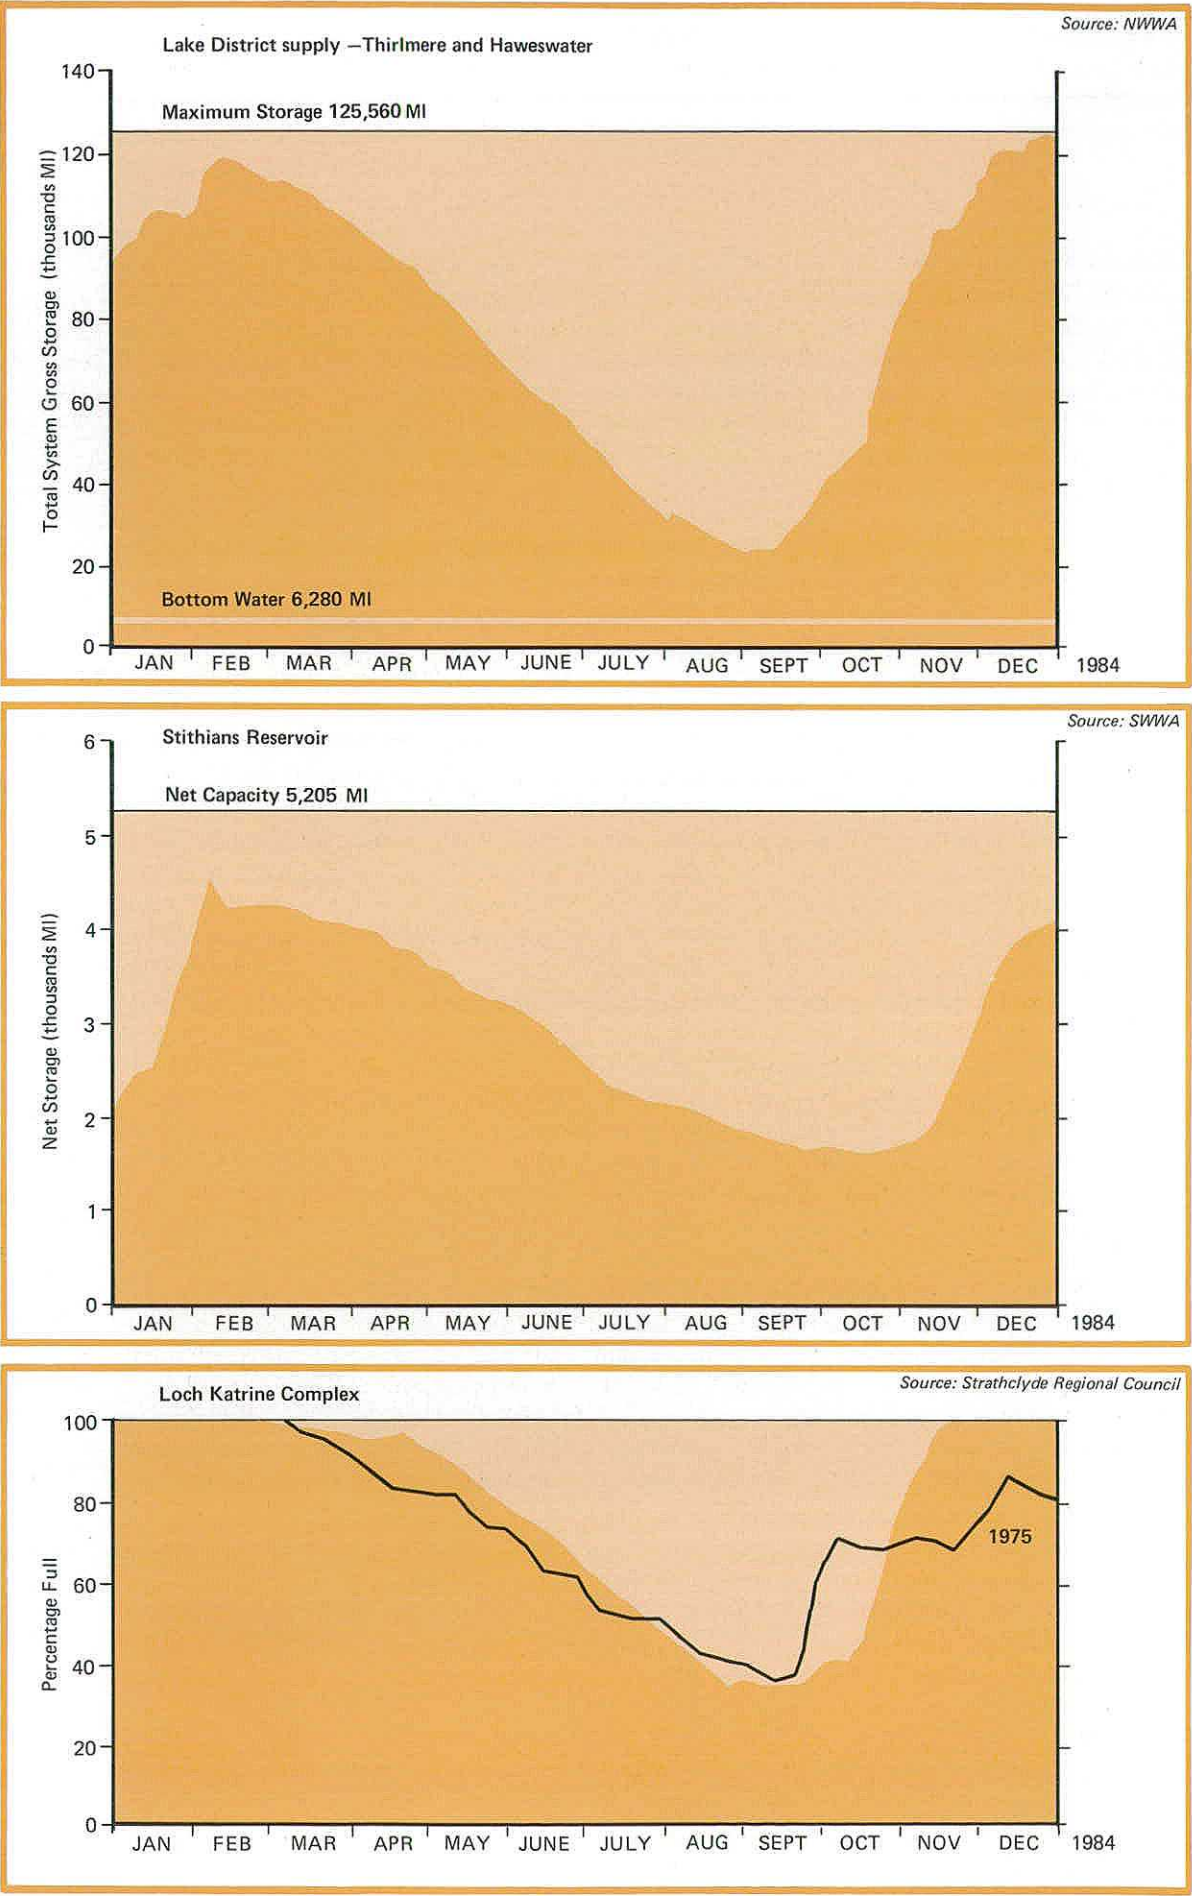 Source: NWWA
Lake District supply —Thirlmere and Haweswater
140
Maximum Storage 125,560 Ml
120
100
80
60
40
20
0
Total System Gross Storage (thousands Ml)
Bottom Water 6,280 Ml
JAN FEB MAR APR MAY JUNE JULY AUG SEPT OCT NOV DEC 1984
Source: SWWA
Stithians Reservoir
6
Net Capacity 5,205 Ml
5
4
3
2
1
0
Net Storage (thousands Ml)
JAN FEB MAR APR MAY JUNE JULY AUG SEPT OCT NOV DEC 1984
Source: Strathclyde Regional Council
Loch Katrine Complex
100
80
60
40
20
0
Percentage Full
1975
JAN FEB MAR APR MAY JUNE JULY AUG SEPT OCT NOV DEC 1984